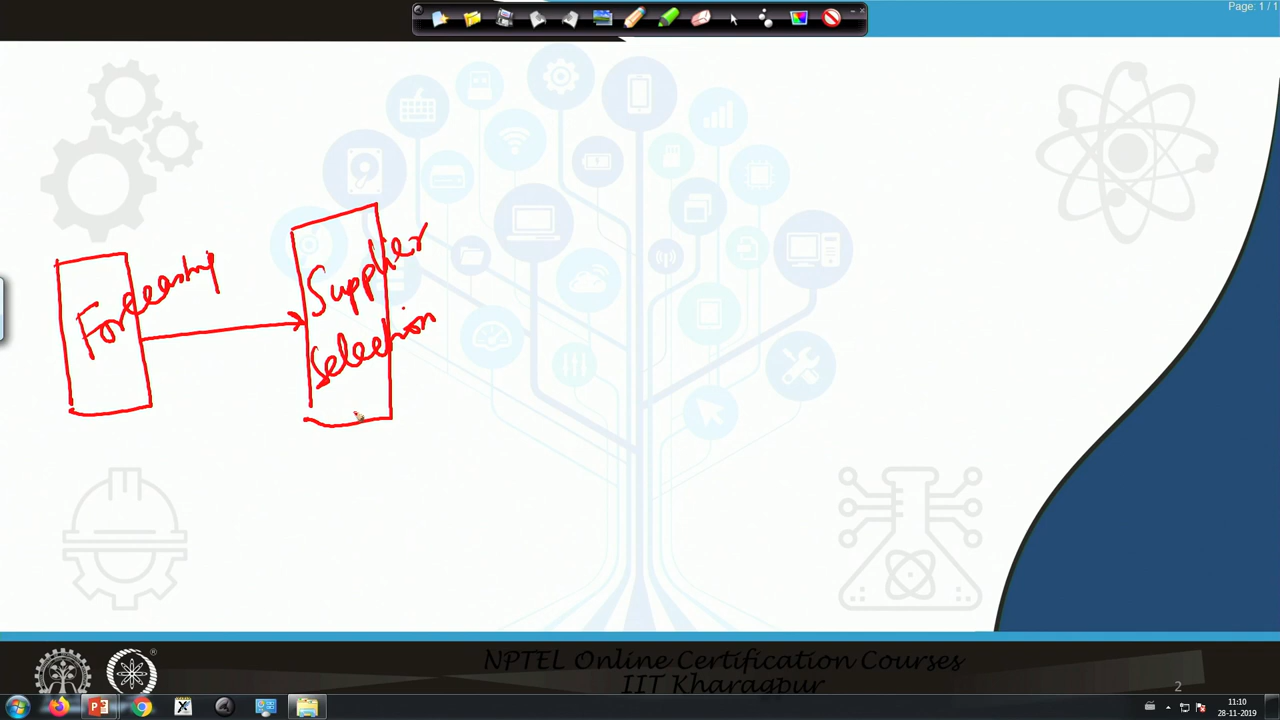 Page: 1 / 1
Forecasting
Supplier
Selection
NPTEL Online Certification Courses
IIT Kharagpur
2
11:10
28-11-2019